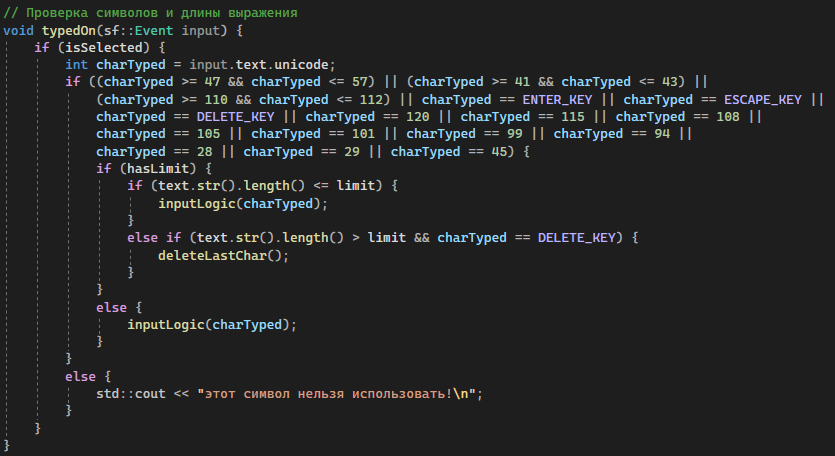 // Проверка символов и длины выражения
void typedOn(sf::Event input) {
if (isSelected) {
int charTyped = input.text.unicode;
if ((charTyped >= 47 && charTyped <= 57) || (charTyped >= 41 && charTyped <= 43) ||
(charTyped >= 110 && charTyped <= 112) || charTyped == ENTER_KEY || charTyped == ESCAPE_KEY ||
charTyped == DELETE_KEY || charTyped == 120 || charTyped == 115 || charTyped == 108 ||
charTyped == 105 || charTyped == 101 || charTyped == 99 || charTyped == 94 ||
charTyped == 28 || charTyped == 29 || charTyped == 45) {
if (hasLimit) {
if (text.str().length() <= limit) {
inputLogic(charTyped);
}
else if (text.str().length() > limit && charTyped == DELETE_KEY) {
deleteLastChar();
}
}
else {
inputLogic(charTyped);
}
}
else {
std::cout << "этот символ нельзя использовать!\n";
}
}
}